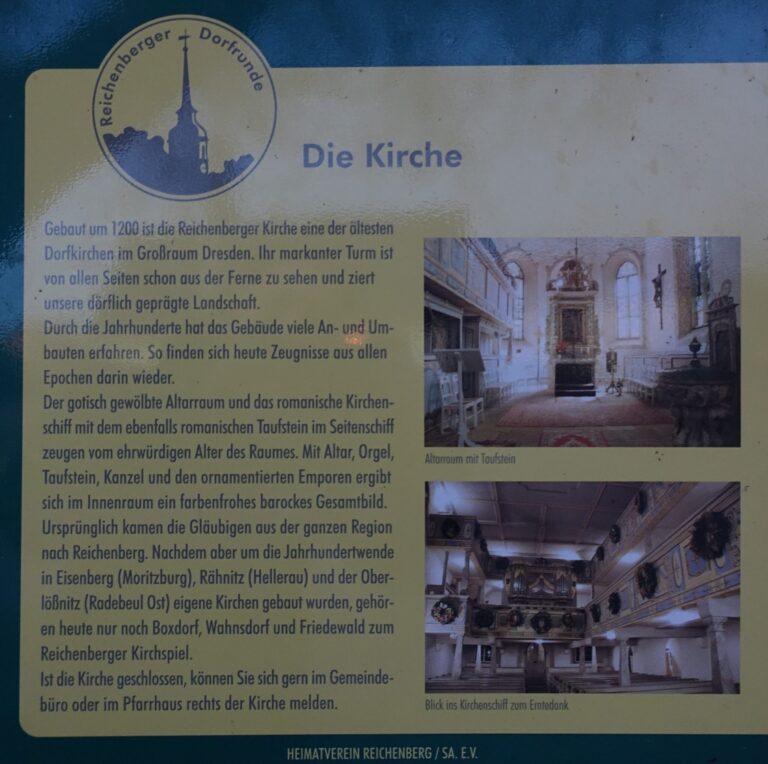 Reichenberger Dorfrunde
Die Kirche
Gebaut um 1200 ist die Reichenberger Kirche eine der ältesten
Dorfkirchen im Großraum Dresden. Ihr markanter Turm ist
von allen Seiten schon aus der Ferne zu sehen und ziert
unsere dörflich geprägte Landschaft.
Durch die Jahrhunderte hat das Gebäude viele An- und Um-
bauten erfahren. So finden sich heute Zeugnisse aus allen
Epochen darin wieder.
Der gotisch gewölbte Altarraum und das romanische Kirchen-
schiff mit dem ebenfalls romanischen Taufstein im Seitenschiff
zeugen vom ehrwürdigen Alter des Raumes. Mit Altar, Orgel,
Taufstein, Kanzel und den ornamentierten Emporen ergibt
sich im Innenraum ein farbenfrohes barockes Gesamtbild.
Ursprünglich kamen die Gläubigen aus der ganzen Region
nach Reichenberg. Nachdem aber um die Jahrhundertwende
in Eisenberg (Moritzburg), Rähnitz (Hellerau) und der Ober-
lößnitz (Radebeul Ost) eigene Kirchen gebaut wurden, gehör-
en heute nur noch Boxdorf, Wahnsdorf und Friedewald zum
Reichenberger Kirchspiel.
Ist die Kirche geschlossen, können Sie sich gern im Gemeinde-
büro oder im Pfarrhaus rechts der Kirche melden.
Altarraum mit Taufstein
Blick ins Kirchenschiff zum Erntedank
HEIMATVEREIN REICHENBERG / SA. E.V.